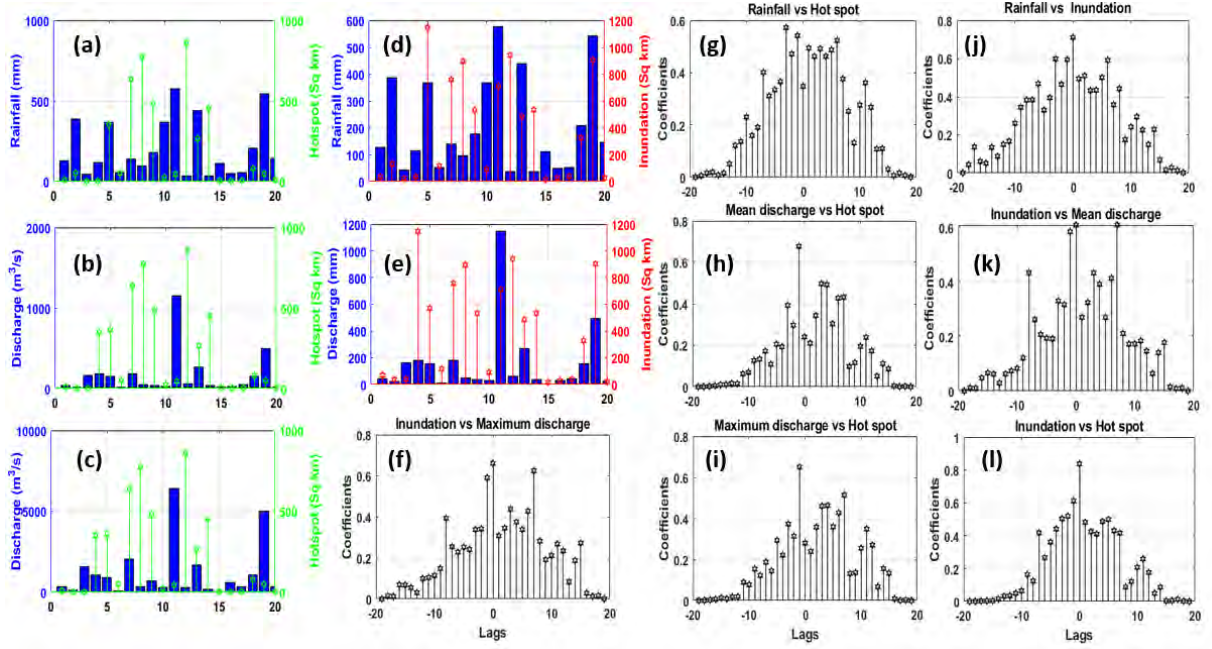 (a)
Rainfall (mm)
1000
500
0
Hotspot (Sq km)
1000
500
0
0 5 10 15 20
(d)
Rainfall (mm)
600
500
400
300
200
100
0
Inundation (Sq km)
1200
1000
800
600
400
200
0
0 5 10 15 20
Rainfall vs Hot spot
(g)
Coefficients
0.6
0.4
0.2
0
-20 -10 0 10 20
Rainfall vs Inundation
(j)
Coefficients
0.8
0.6
0.4
0.2
0
-20 -10 0 10 20
(b)
Discharge (m³/s)
2000
1000
0
Hotspot (Sq km)
1000
500
0
0 5 10 15 20
(e)
Discharge (mm)
1200
1000
800
600
400
200
0
Inundation (Sq km)
1200
1000
800
600
400
200
0
0 5 10 15 20
Mean discharge vs Hot spot
(h)
Coefficients
0.8
0.6
0.4
0.2
0
-20 -10 0 10 20
Inundation vs Mean discharge
(k)
Coefficients
0.6
0.4
0.2
0
-20 -10 0 10 20
(c)
Discharge (m³/s)
10000
5000
0
Hotspot (Sq km)
1000
500
0
0 5 10 15 20
Inundation vs Maximum discharge
(f)
Coefficients
0.8
0.6
0.4
0.2
0
-20 -10 0 10 20
Lags
Maximum discharge vs Hot spot
(i)
Coefficients
0.8
0.6
0.4
0.2
0
-20 -10 0 10 20
Lags
Inundation vs Hot spot
(l)
Coefficients
1
0.8
0.6
0.4
0.2
0
-20 -10 0 10 20
Lags